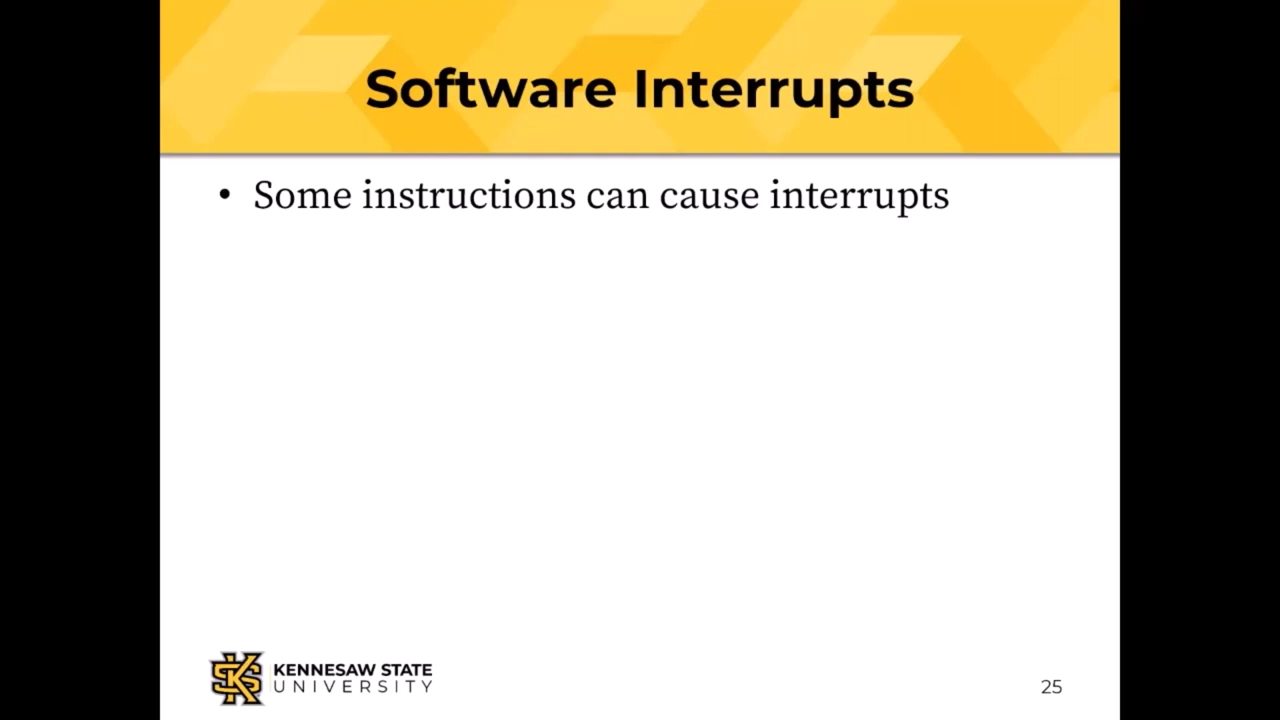 Software Interrupts
• Some instructions can cause interrupts
KENNESAW STATE
UNIVERSITY
25